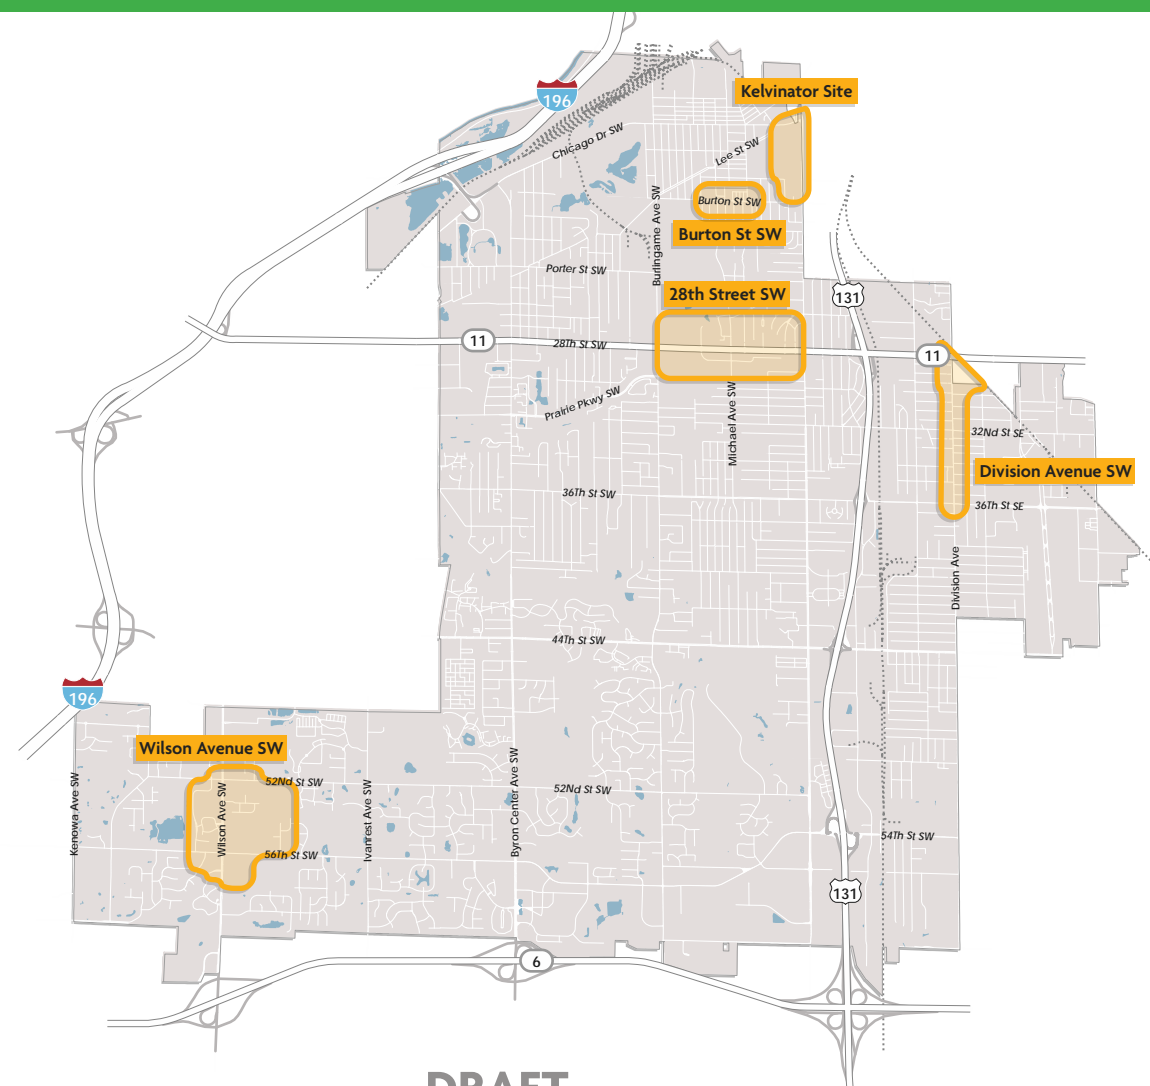 Kelvinator Site
196
Chicago Dr SW
Lee St SW
Burton St SW
Burton St SW
Burlingame Ave SW
Porter St SW
28th Street SW
131
11
28Th St SW
11
Prairie Pkwy SW
Michael Ave SW
32Nd St SE
Division Avenue SW
36Th St SW
36Th St SE
Division Ave
44Th St SW
196
Wilson Avenue SW
52Nd St SW
52Nd St SW
Kenowa Ave SW
Wilson Ave SW
Ivanrest Ave SW
Byron Center Ave SW
54Th St SW
56Th St SW
131
6
DRAFT